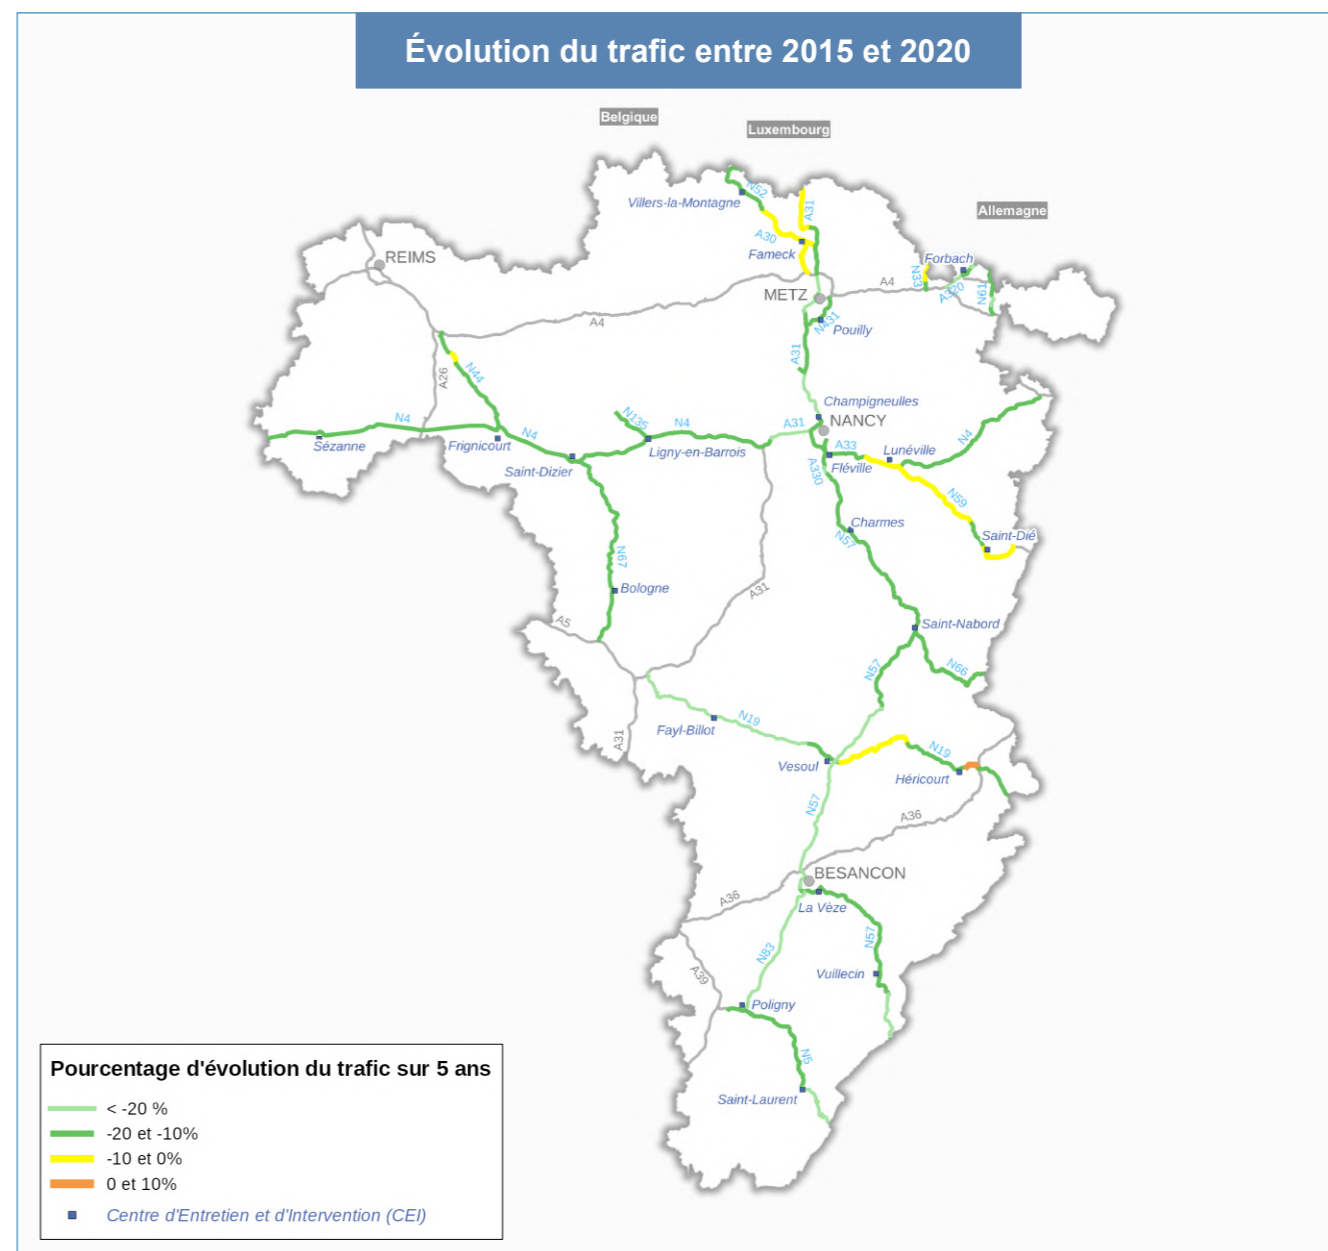 Évolution du trafic entre 2015 et 2020
Belgique
Luxembourg
Allemagne
N52
Villers-la-Montagne
A31
A30
Fameck
REIMS
Forbach
N33
A4
A320
N61
METZ
N431
Pouilly
A4
A31
A26
N44
Champigneulles
NANCY
N4
N135
N4
A31
A33
Lunéville
N4
Sézanne
Frignicourt
N4
Saint-Dizier
Ligny-en-Barrois
Fléville
A330
N59
Charmes
N57
Saint-Dié
N67
Bologne
A31
A5
Saint-Nabord
N57
N66
Fayl-Billot
N19
A31
Vesoul
N19
Héricourt
N57
A36
BESANCON
A36
La Vèze
N83
N57
A39
Vuillecin
Poligny
N5
Saint-Laurent
Pourcentage d'évolution du trafic sur 5 ans
< -20 %
-20 et -10%
-10 et 0%
0 et 10%
Centre d'Entretien et d'Intervention (CEI)